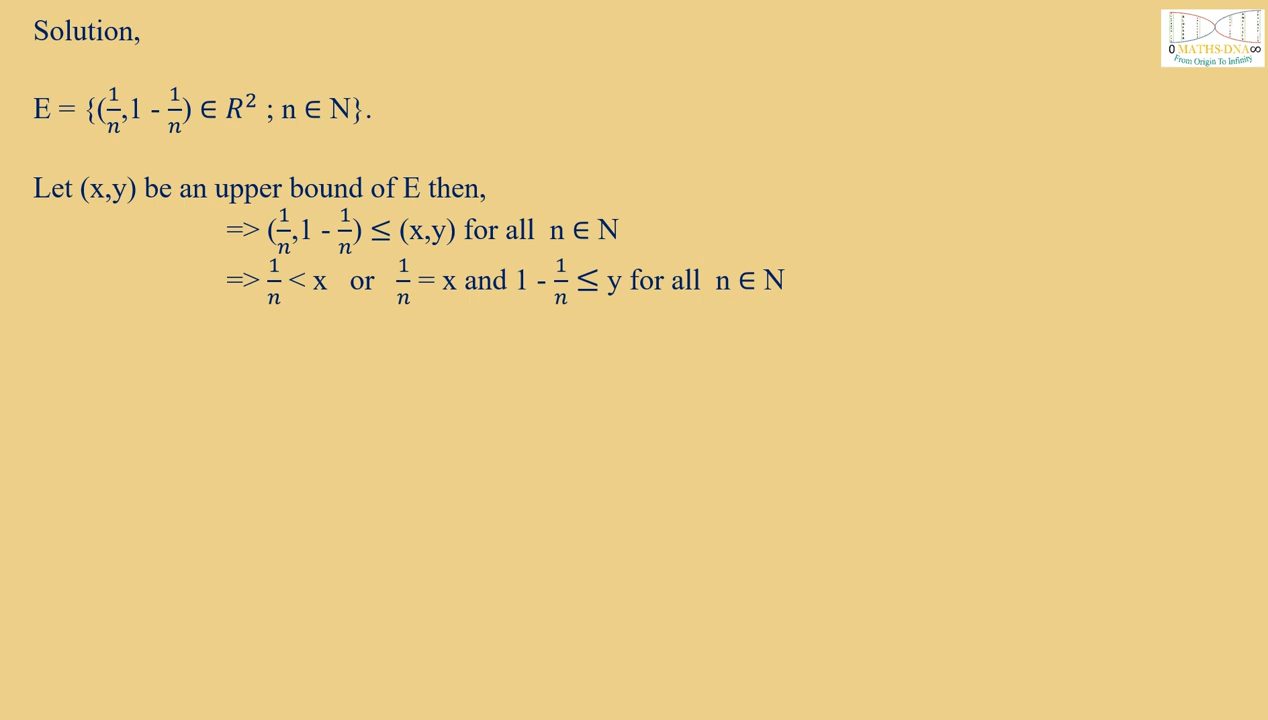 Solution,
0 MATHS-DNA∞
From Origin To Infinity
E = {(1/n,1 - 1/n) ∈ R² ; n ∈ N}.
Let (x,y) be an upper bound of E then,
=> (1/n,1 - 1/n) ≤ (x,y) for all n ∈ N
=> 1/n < x or 1/n = x and 1 - 1/n ≤ y for all n ∈ N